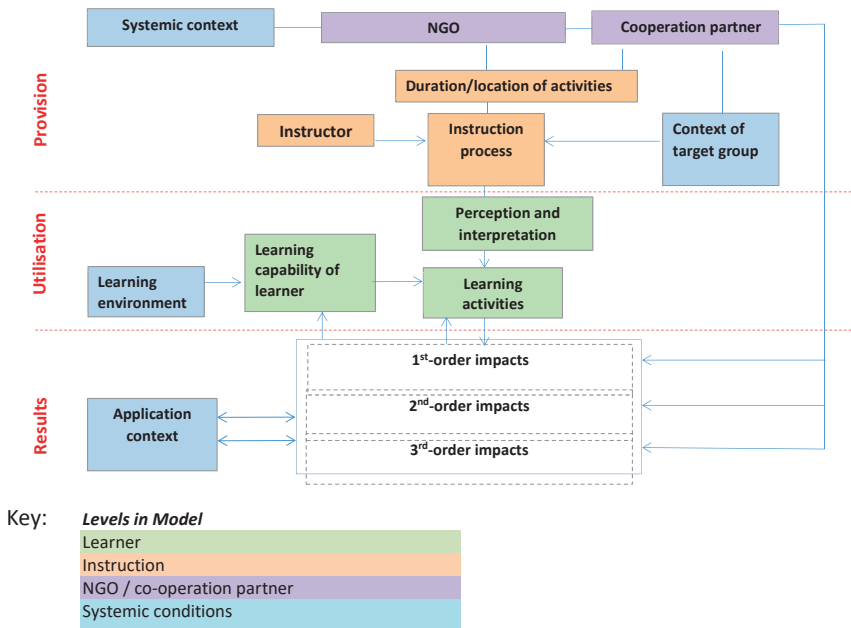 Systemic context
NGO
Cooperation partner
Provision
Duration/location of activities
Instructor
Instruction
process
Context of
target group
Utilisation
Perception and
interpretation
Learning
capability of
learner
Learning
environment
Learning
activities
Results
1st-order impacts
2nd-order impacts
3rd-order impacts
Application
context
Key:
Levels in Model
Learner
Instruction
NGO / co-operation partner
Systemic conditions